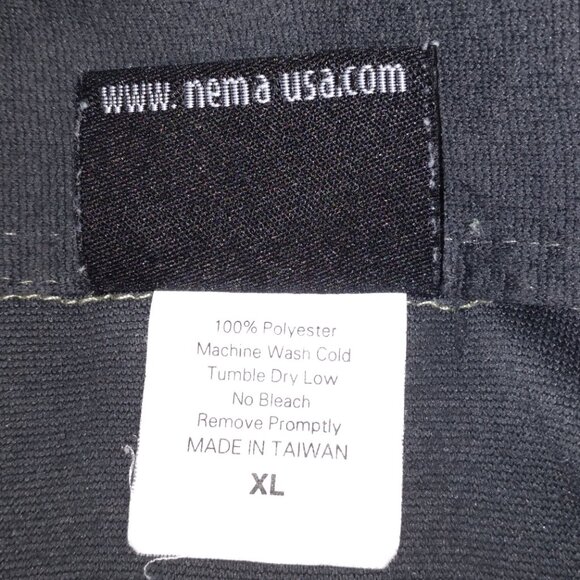 www. nema usa.com
100% Polyester
Machine Wash Cold
Tumble Dry Low
No Bleach
Remove Promptly
MADE IN TAIWAN
XL